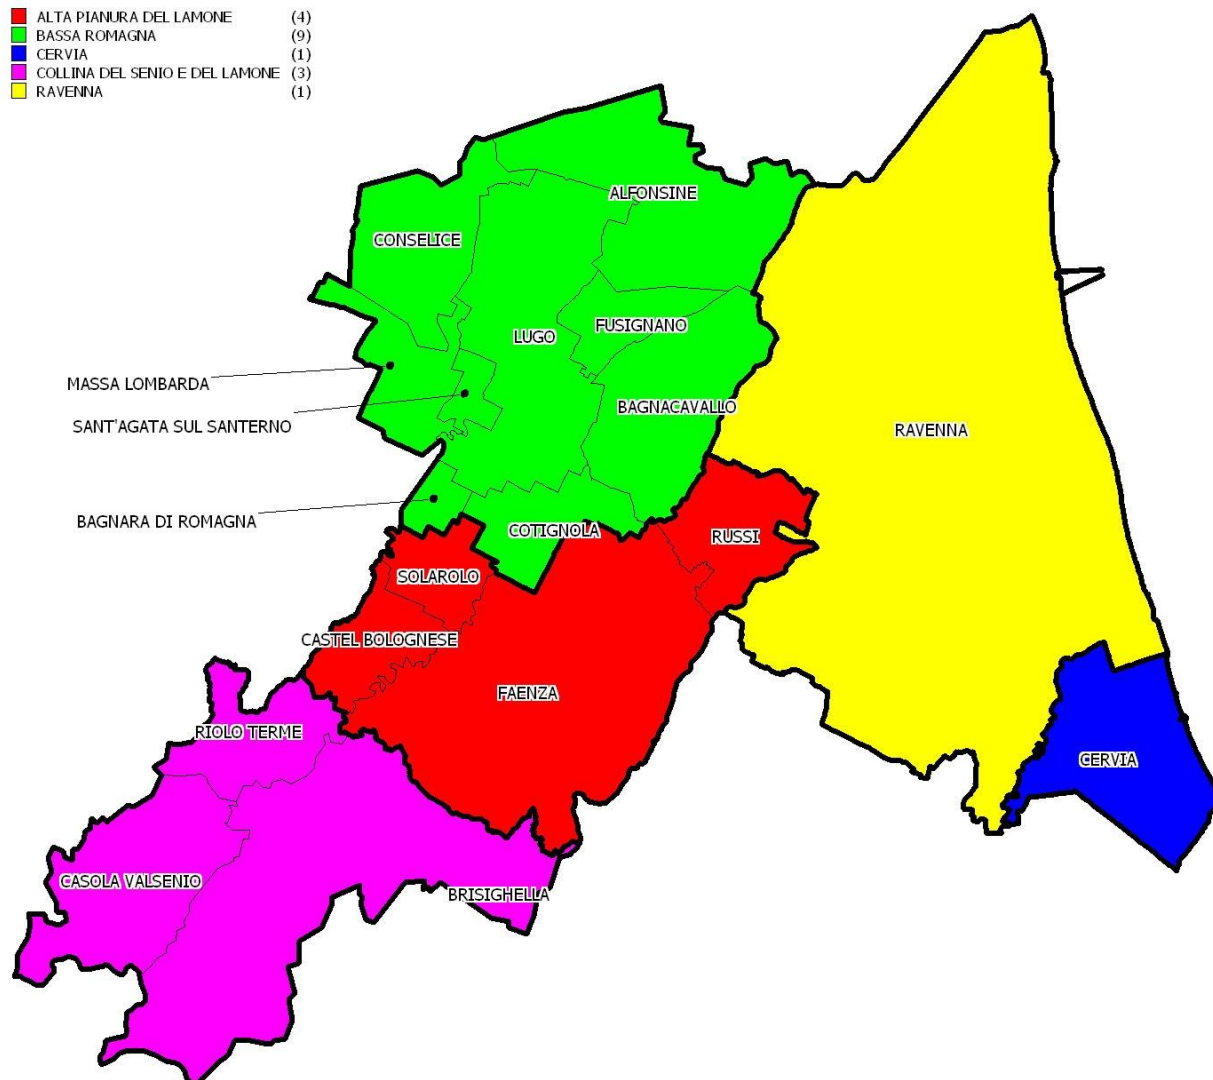 ALTA PIANURA DEL LAMONE (4)
BASSA ROMAGNA (9)
CERVIA (1)
COLLINA DEL SENIO E DEL LAMONE (3)
RAVENNA (1)
ALFONSINE
CONSELICE
FUSIGNANO
LUGO
MASSA LOMBARDA
BAGNACAVALLO
SANT'AGATA SUL SANTERNO
RAVENNA
BAGNARA DI ROMAGNA
COTIGNOLA
RUSSI
SOLAROLO
CASTEL BOLOGNESE
FAENZA
RIOLO TERME
CERVIA
CASOLA VALSENIO
BRISIGHELLA